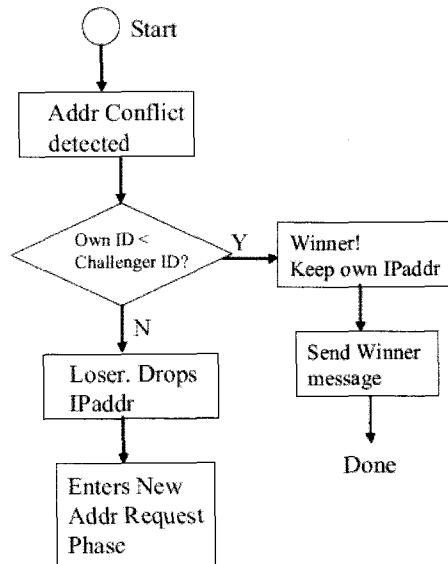 Start
Addr Conflict
detected
Own ID <
Challenger ID?
Y
Winner!
Keep own IPaddr
N
Send Winner
message
Loser. Drops
IPaddr
Done
Enters New
Addr Request
Phase